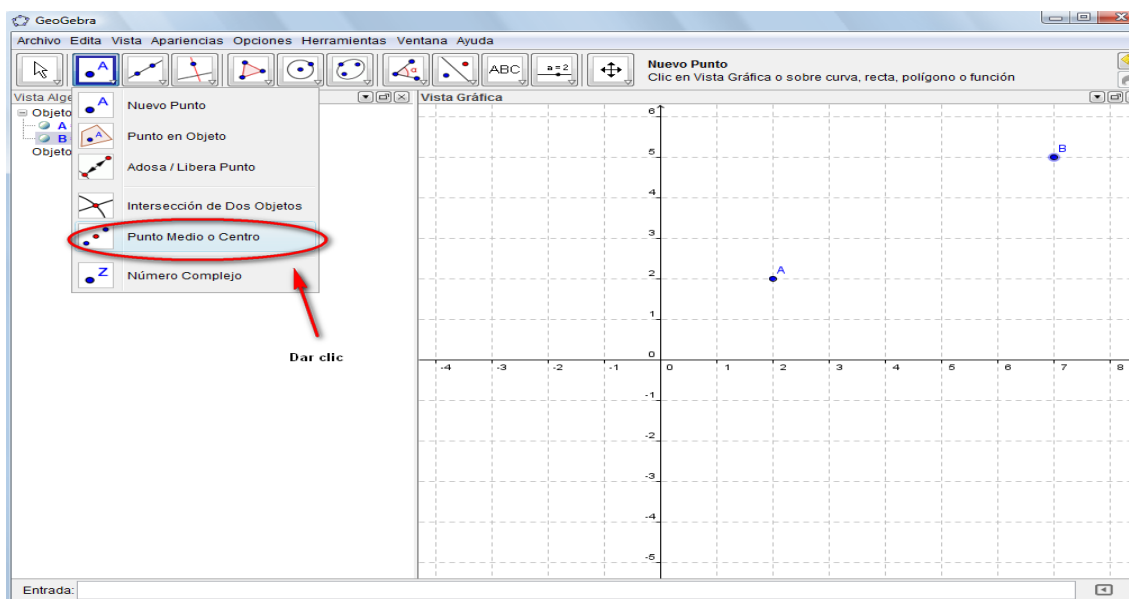 GeoGebra
Archivo Edita Vista Apariencias Opciones Herramientas Ventana Ayuda
A
ABC
a=2
Nuevo Punto
Clic en Vista Gráfica o sobre curva, recta, polígono o función
Vista Alge
Vista Gráfica
Objeto
A
B
Objeto
A Nuevo Punto
A Punto en Objeto
Adosa / Libera Punto
Intersección de Dos Objetos
Punto Medio o Centro
Z Número Complejo
Dar clic
6
5
B
4
3
2
A
1
0
-4 -3 -2 -1 0 1 2 3 4 5 6 7 8
-1
-2
-3
-4
-5
Entrada: